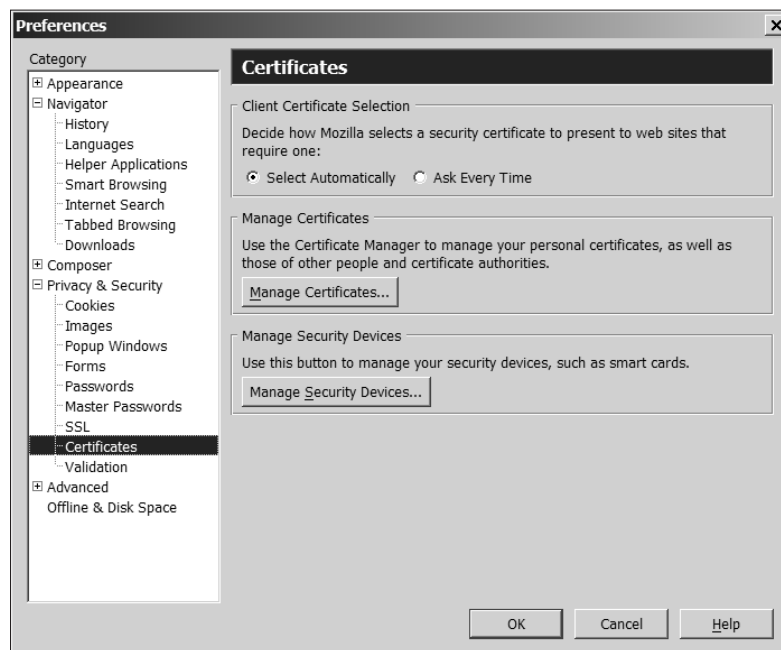 Preferences
Category
Appearance
Navigator
History
Languages
Helper Applications
Smart Browsing
Internet Search
Tabbed Browsing
Downloads
Composer
Privacy & Security
Cookies
Images
Popup Windows
Forms
Passwords
Master Passwords
SSL
Certificates
Validation
Advanced
Offline & Disk Space
Certificates
Client Certificate Selection
Decide how Mozilla selects a security certificate to present to web sites that
require one:
Select Automatically Ask Every Time
Manage Certificates
Use the Certificate Manager to manage your personal certificates, as well as
those of other people and certificate authorities.
Manage Certificates...
Manage Security Devices
Use this button to manage your security devices, such as smart cards.
Manage Security Devices...
OK Cancel Help